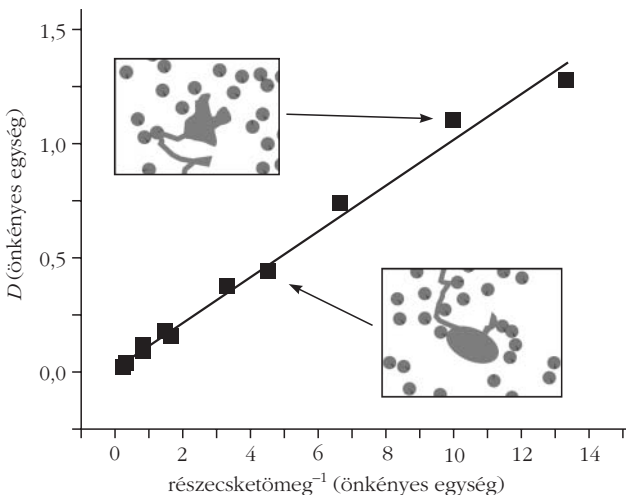 1,5
1,0
0,5
0,0
D (önkényes egység)
0 2 4 6 8 10 12 14
részecsketömeg⁻¹ (önkényes egység)